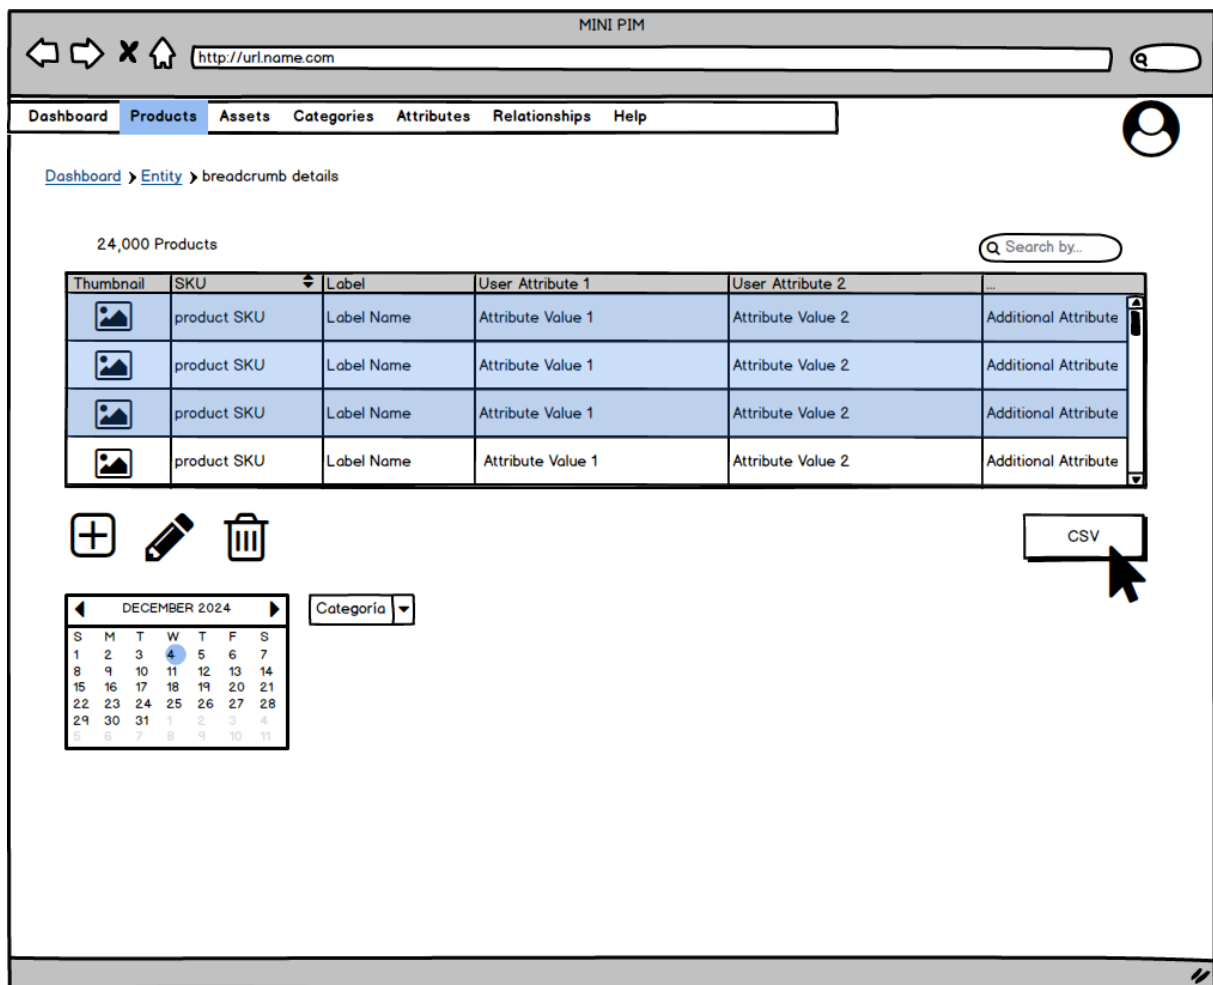 MINI PIM
http://url.name.com
Dashboard Products Assets Categories Attributes Relationships Help
Dashboard Entity breadcrumb details
24,000 Products
Search by...
Thumbnail SKU Label User Attribute 1 User Attribute 2 ...
product SKU Label Name Attribute Value 1 Attribute Value 2 Additional Attribute
product SKU Label Name Attribute Value 1 Attribute Value 2 Additional Attribute
product SKU Label Name Attribute Value 1 Attribute Value 2 Additional Attribute
product SKU Label Name Attribute Value 1 Attribute Value 2 Additional Attribute
CSV
DECEMBER 2024
S M T W T F S
1 2 3 4 5 6 7
8 9 10 11 12 13 14
15 16 17 18 19 20 21
22 23 24 25 26 27 28
29 30 31 1 2 3 4
5 6 7 8 9 10 11
Categoría